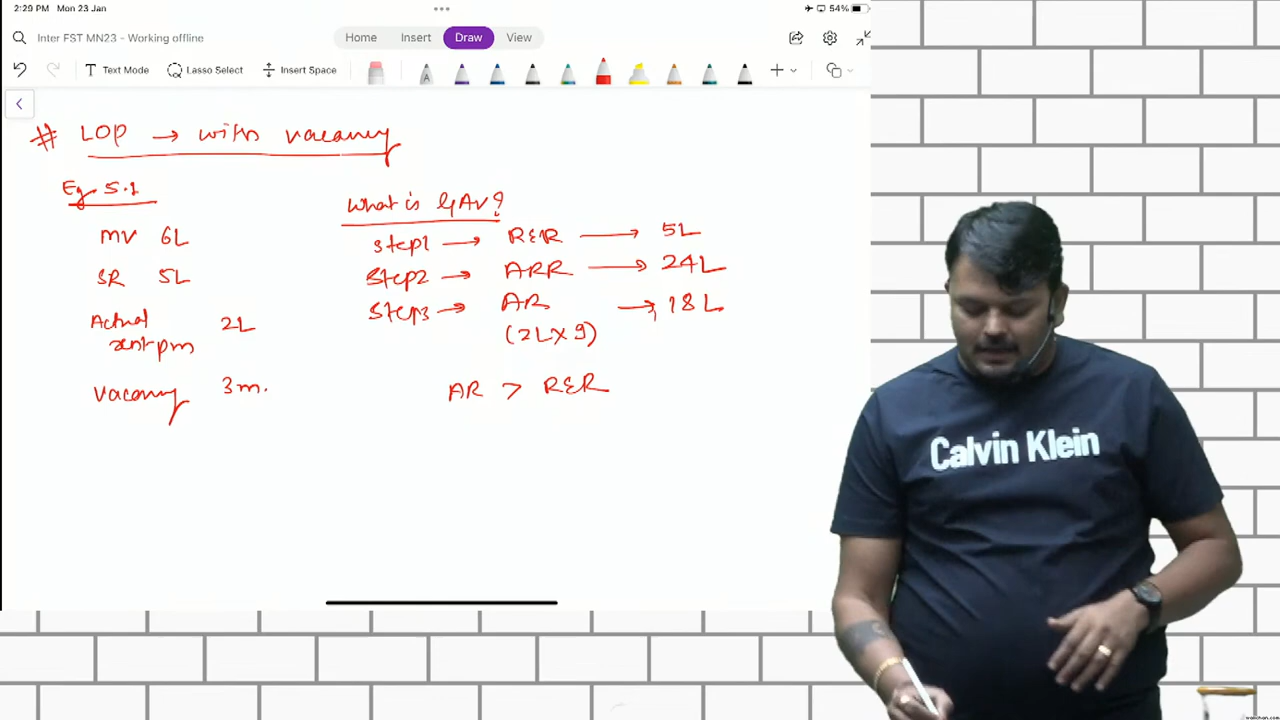 2:29 PM Mon 23 Jan
54%
Inter FST MN23 - Working offline
Home Insert Draw View
Text Mode Lasso Select Insert Space
# LOP → with vacancy
Eg. 5.1
MV 6L
SR 5L
Actual rent pm 2L
Vacancy 3m.
What is GAV?
Step1 → RER → 5L
Step2 → ARR → 24L
Step3 → AR → 18L
(2L×9)
AR > RER
Calvin Klein